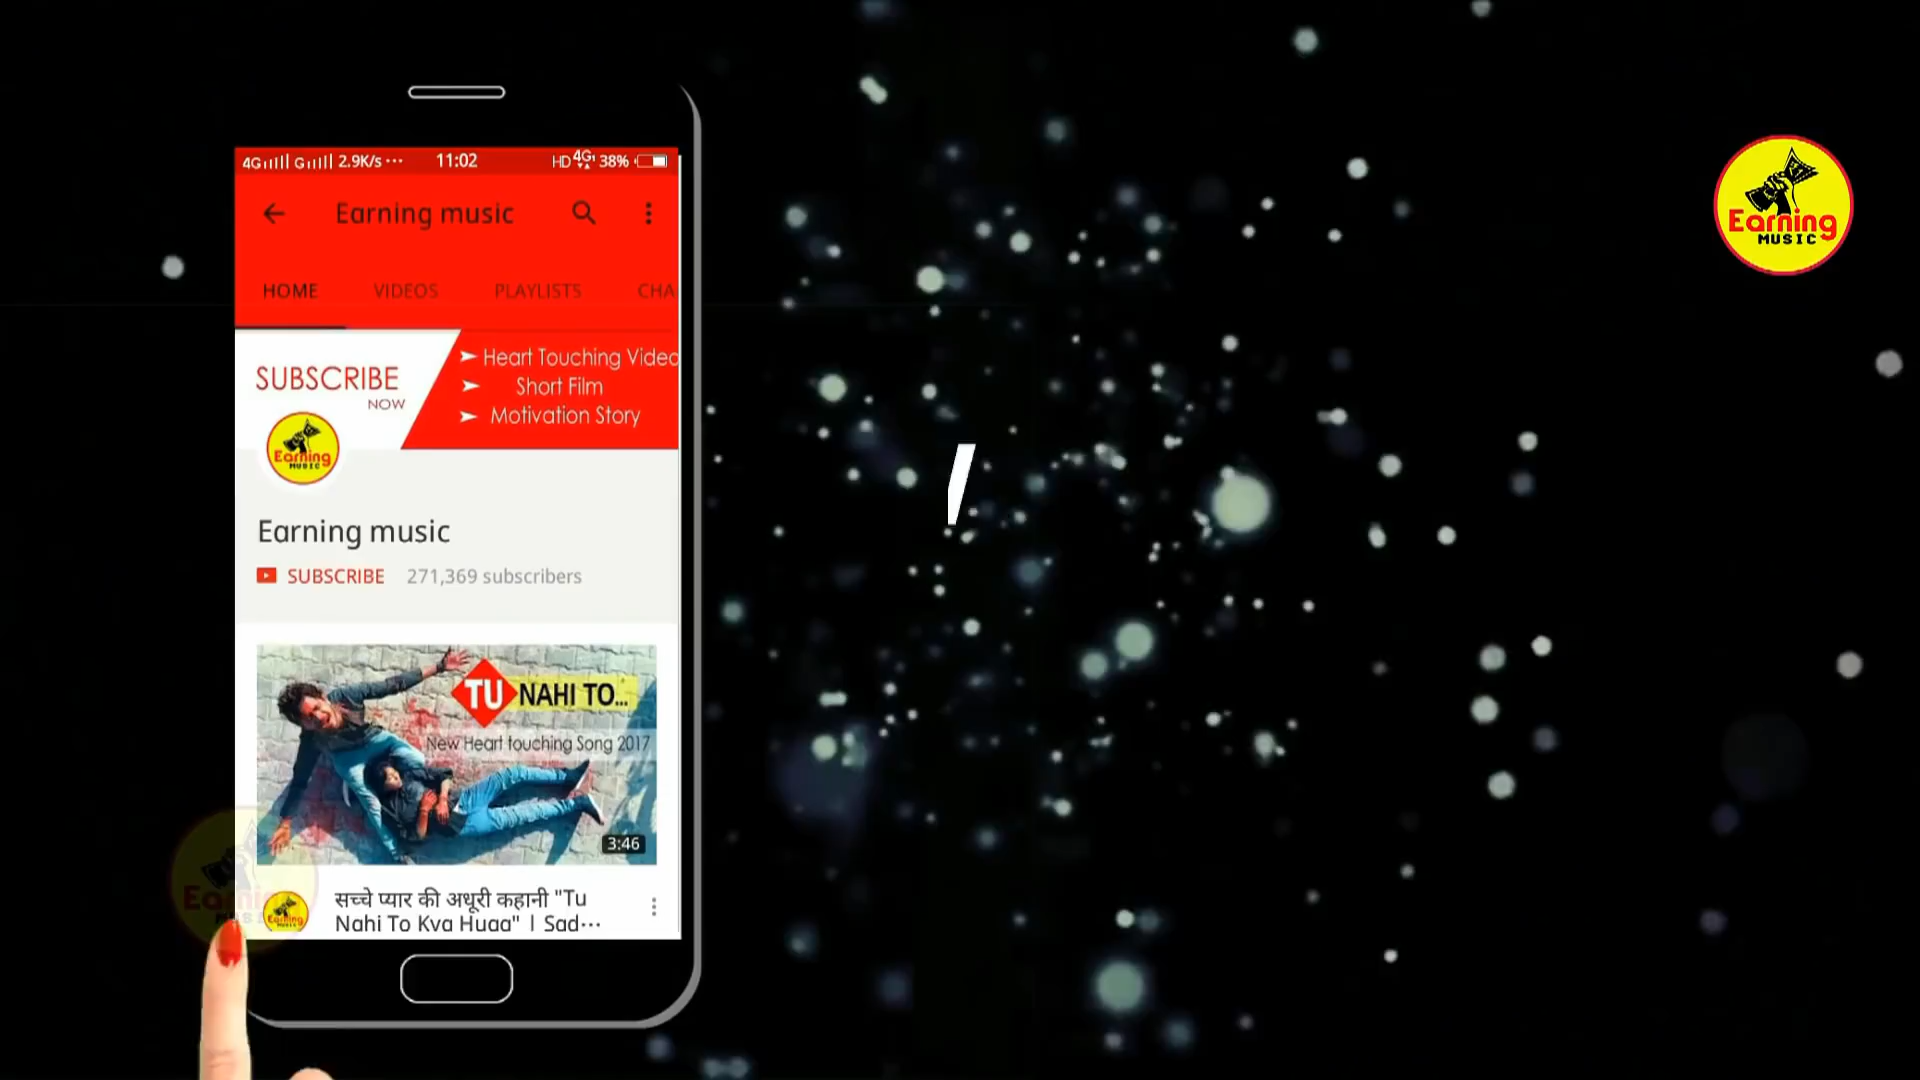 4G G 2.9K/s ··· 11:02 HD 4G 38%
Earning music
HOME VIDEOS PLAYLISTS CHA
SUBSCRIBE
NOW
➤ Heart Touching Video
➤ Short Film
➤ Motivation Story
Earning
MUSIC
Earning music
SUBSCRIBE 271,369 subscribers
TU NAHI TO...
New Heart touching Song 2017
3:46
सच्चे प्यार की अधूरी कहानी "Tu
Nahi To Kya Huaa" | Sad···
Earning
MUSIC
Earning
MUSIC